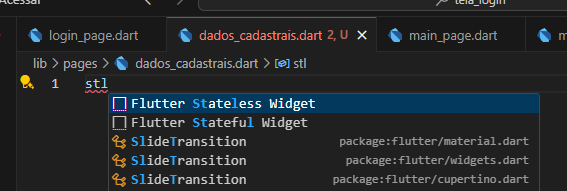 Acessar
tela_login
login_page.dart
dados_cadastrais.dart 2, U
main_page.dart
m
lib > pages > dados_cadastrais.dart > stl
1 stl
Flutter Stateless Widget
Flutter Stateful Widget
SlideTransition package:flutter/material.dart
SlideTransition package:flutter/widgets.dart
SlideTransition package:flutter/cupertino.dart